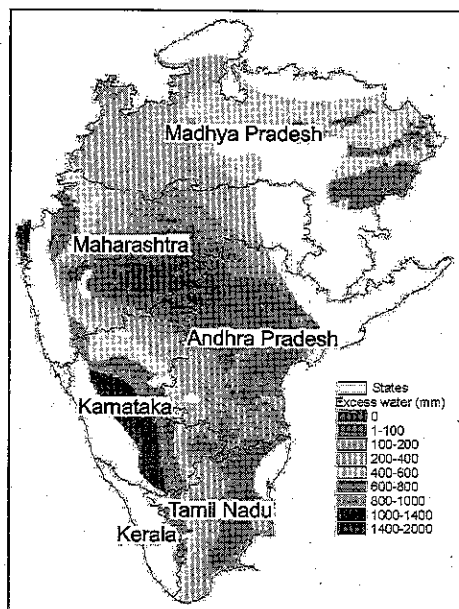 Madhya Pradesh
Maharashtra
Andhra Pradesh
Karnataka
Tamil Nadu
Kerala
States
Excess water (mm)
0
1-100
100-200
200-400
400-600
600-800
800-1000
1000-1400
1400-2000